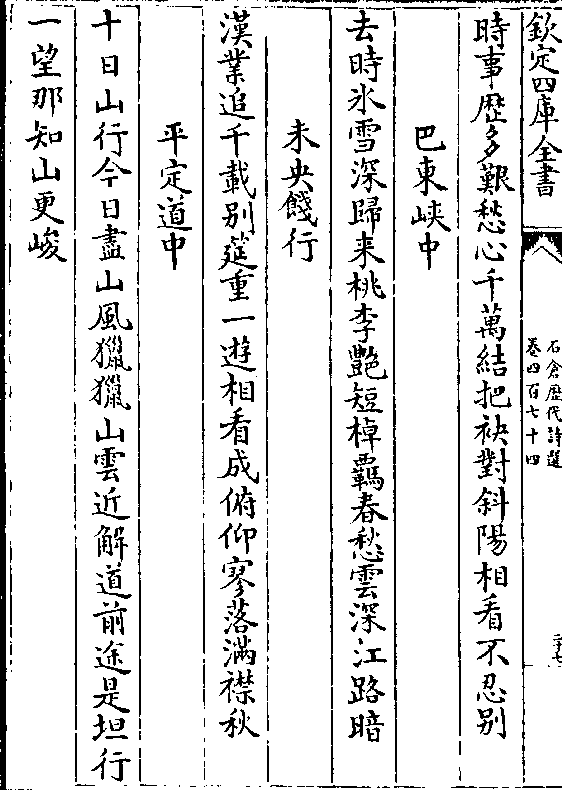 欽定四庫全書
石倉歴代詩選
卷四百七十四
二十七
時事歴多艱愁心千萬結把袂對斜陽相看不忍别
巴東峽中
去時氷雪深歸来桃李艷短棹覊春愁雲深江路暗
未央餞行
漢業追千載别筵重一遊相看成俯仰寥落滿襟秋
平定道中
十日山行今日盡山風獵獵山雲近解道前途是坦行
一望那知山更峻